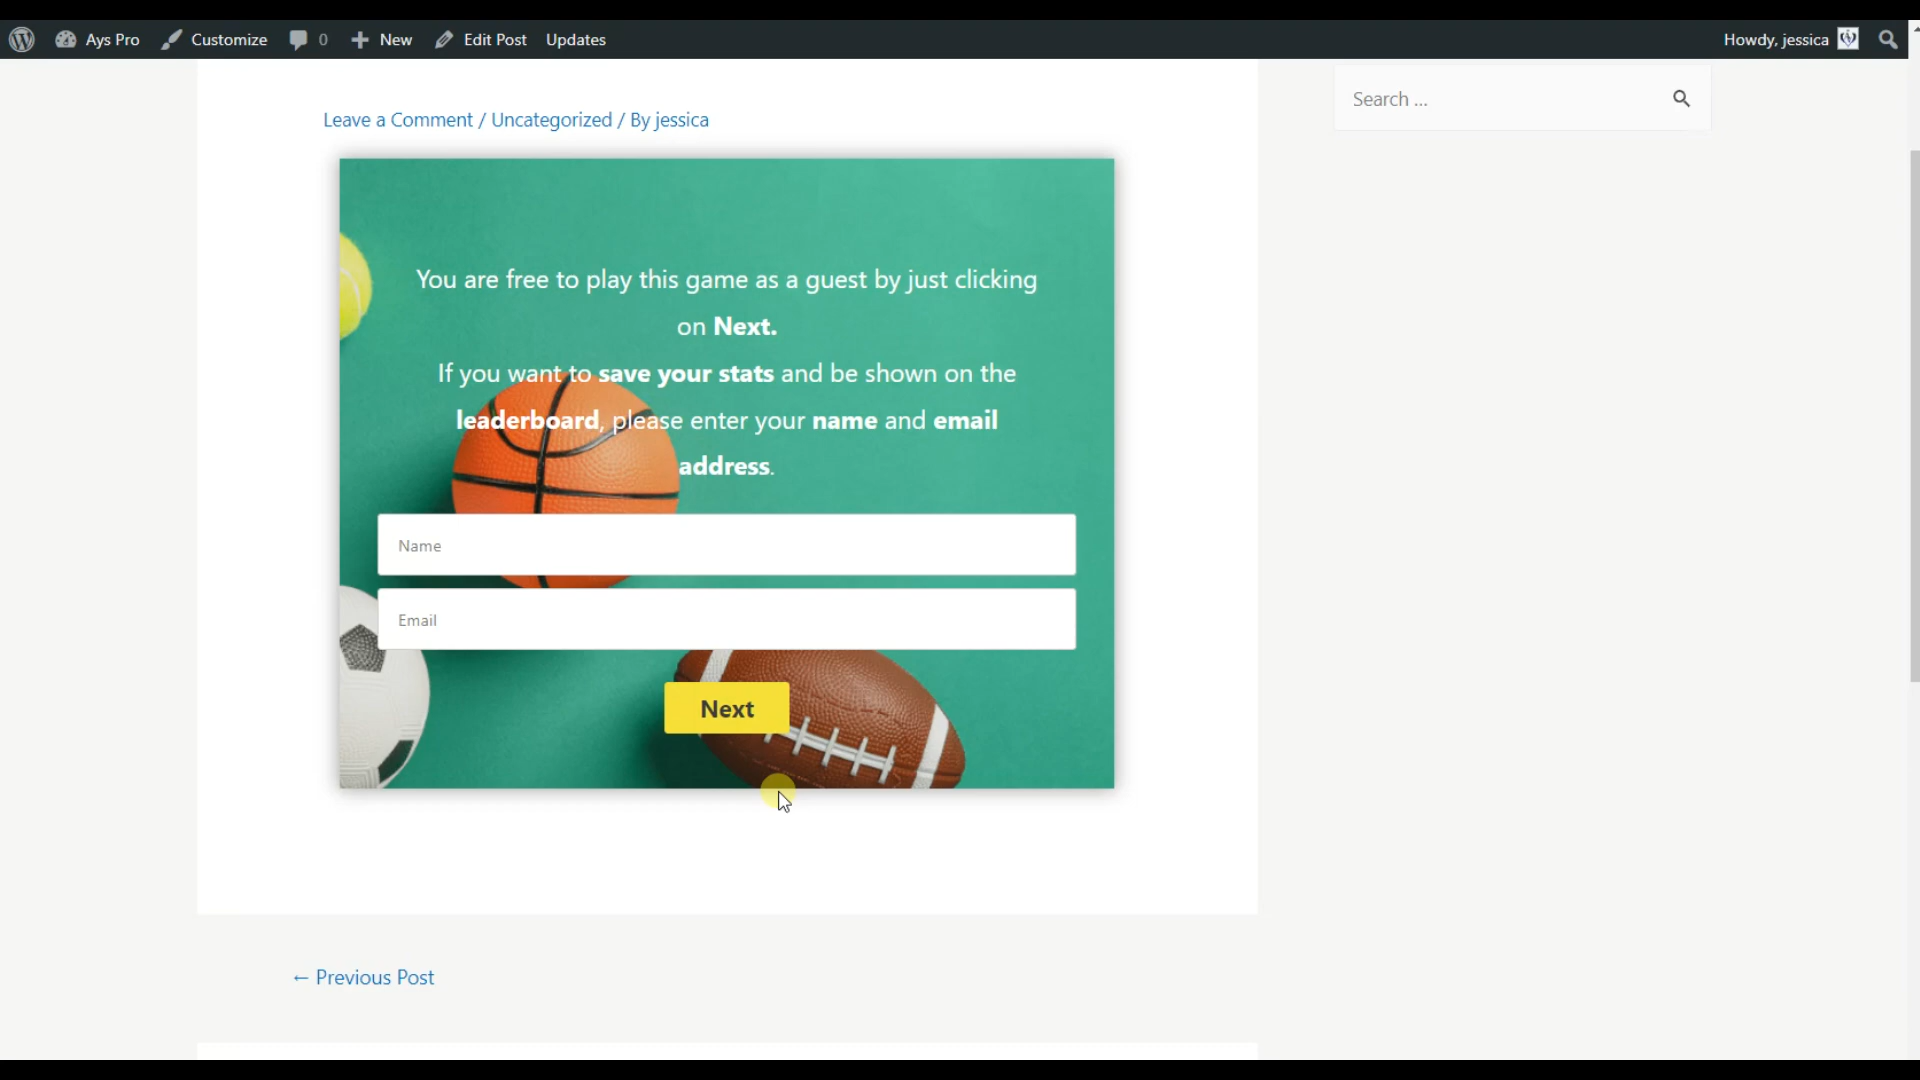 Ays Pro Customize 0 New Edit Post Updates Howdy, jessica
Search ...
Leave a Comment / Uncategorized / By jessica
You are free to play this game as a guest by just clicking
on Next.
If you want to save your stats and be shown on the
leaderboard, please enter your name and email
address.
Name
Email
Next
← Previous Post